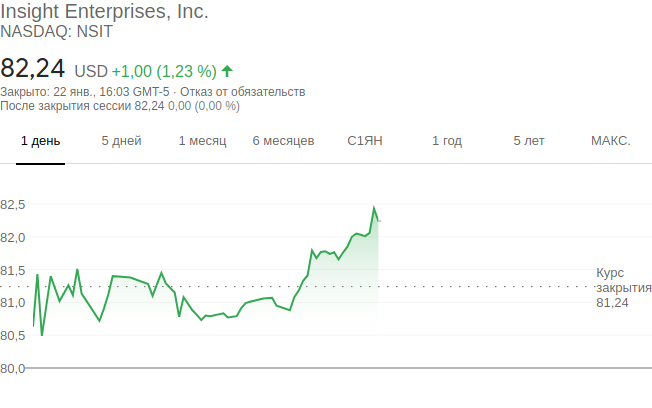 Insight Enterprises, Inc.
NASDAQ: NSIT
82,24 USD +1,00 (1,23 %)
Закрыто: 22 янв., 16:03 GMT-5 · Отказ от обязательств
После закрытия сессии 82,24 0,00 (0,00 %)
1 день 5 дней 1 месяц 6 месяцев С1ЯН 1 год 5 лет МАКС.
82,5
82,0
81,5
81,0
80,5
80,0
Курс
закрытия
81,24